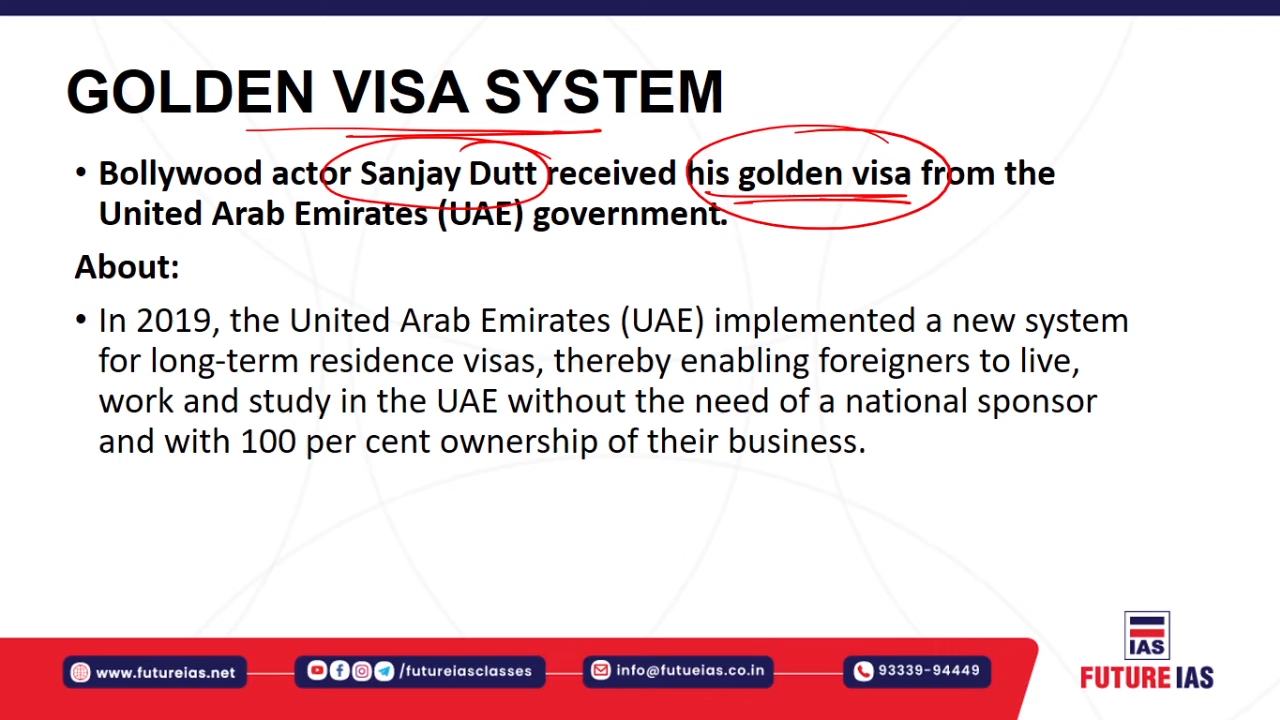 GOLDEN VISA SYSTEM
• Bollywood actor Sanjay Dutt received his golden visa from the
United Arab Emirates (UAE) government.
About:
• In 2019, the United Arab Emirates (UAE) implemented a new system
for long-term residence visas, thereby enabling foreigners to live,
work and study in the UAE without the need of a national sponsor
and with 100 per cent ownership of their business.
IAS
FUTURE IAS
www.futureias.net
/futureiasclasses
info@futueias.co.in
93339-94449